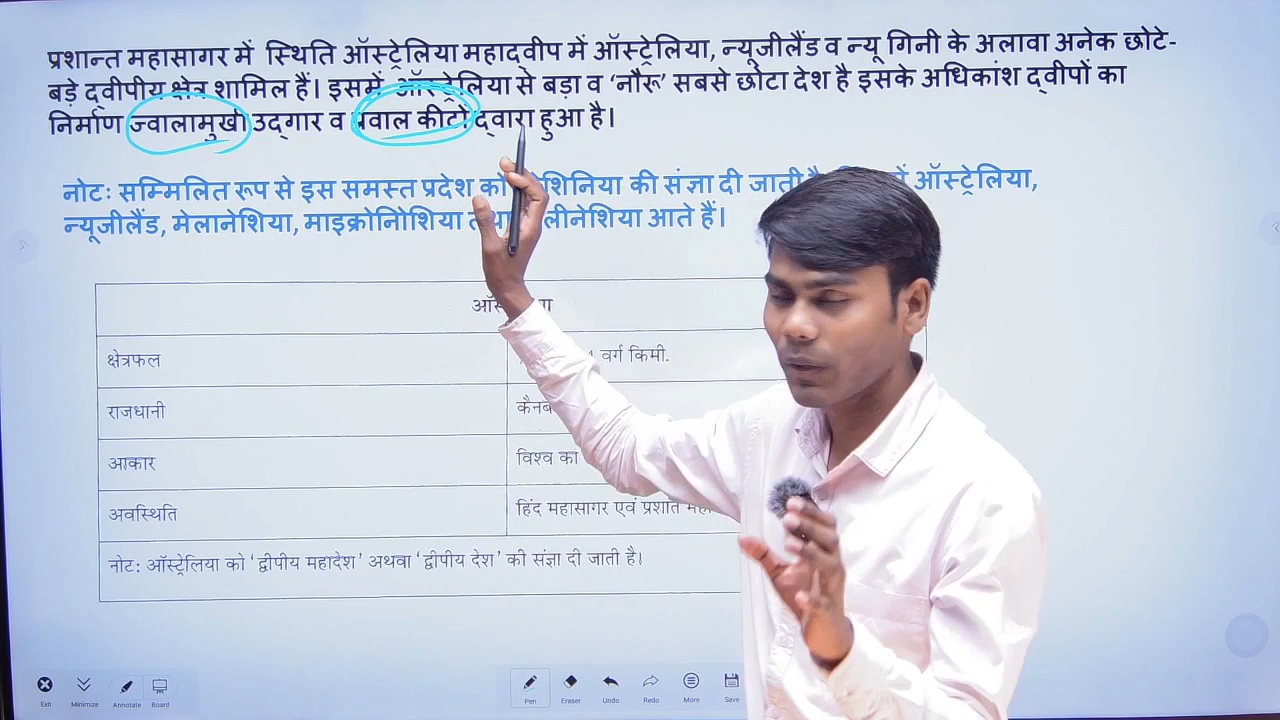 प्रशान्त महासागर में स्थिति ऑस्ट्रेलिया महाद्वीप में ऑस्ट्रेलिया, न्यूजीलैंड व न्यू गिनी के अलावा अनेक छोटे-
बड़े द्वीपीय क्षेत्र शामिल हैं। इसमें ऑस्ट्रेलिया से बड़ा व ‘नौरू’ सबसे छोटा देश है इसके अधिकांश द्वीपों का
निर्माण ज्वालामुखी उद्गार व प्रवाल कीटो द्वारा हुआ है।
नोटः सम्मिलित रूप से इस समस्त प्रदेश को की संज्ञा दी जाती ऑस्ट्रेलिया,
न्यूजीलैंड, मेलानेशिया, माइक्रोनिोशिया आते हैं।
क्षेत्रफल वर्ग किमी.
राजधानी
आकार विश्व का
अवस्थिति हिंद महासागर एवं प्रशांत
नोट: ऑस्ट्रेलिया को ‘द्वीपीय महादेश’ अथवा ‘द्वीपीय देश’ की संज्ञा दी जाती है।
Exit Minimize Annotate Board Pen Eraser Undo Redo More Save